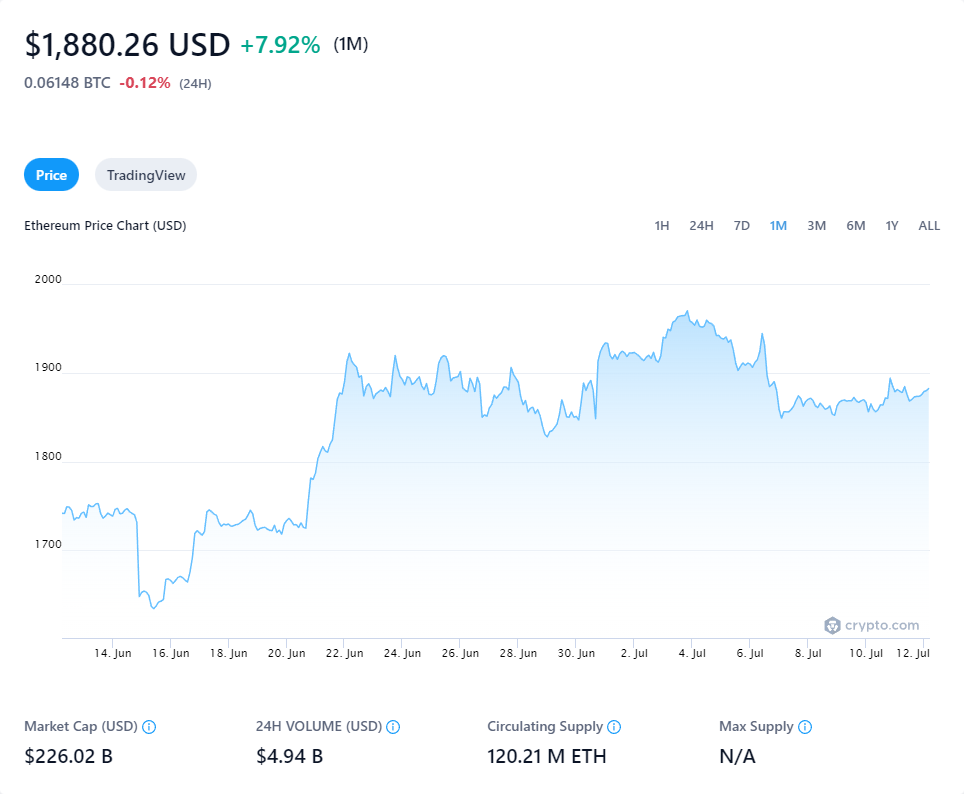 $1,880.26 USD +7.92% (1M)
0.06148 BTC -0.12% (24H)
Price TradingView
Ethereum Price Chart (USD) 1H 24H 7D 1M 3M 6M 1Y ALL
2000
1900
1800
1700
crypto.com
14. Jun 16. Jun 18. Jun 20. Jun 22. Jun 24. Jun 26. Jun 28. Jun 30. Jun 2. Jul 4. Jul 6. Jul 8. Jul 10. Jul 12. Jul
Market Cap (USD) 24H VOLUME (USD) Circulating Supply Max Supply
$226.02 B $4.94 B 120.21 M ETH N/A